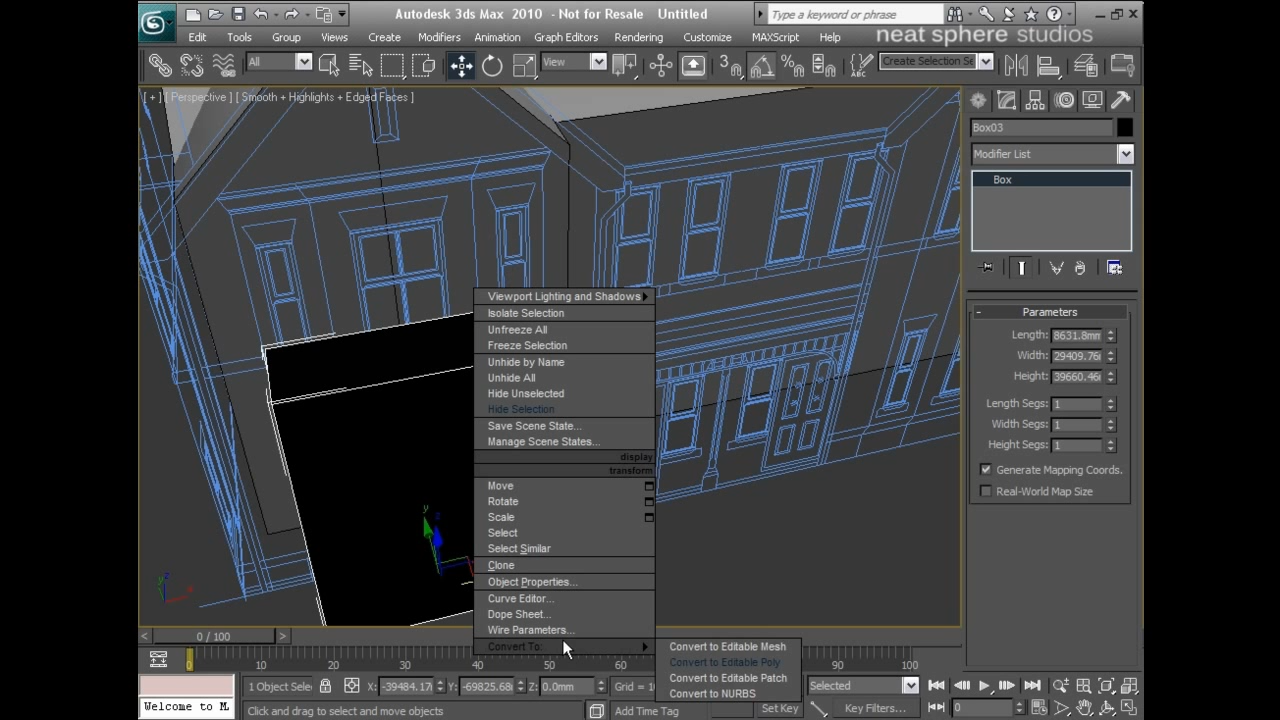 Autodesk 3ds Max 2010 - Not for Resale Untitled
Type a keyword or phrase
Edit Tools Group Views Create Modifiers Animation Graph Editors Rendering Customize MAXScript Help
neat sphere studios
All
View
3
Create Selection Se
[ + ] [ Perspective ] [ Smooth + Highlights + Edged Faces ]
Box03
Modifier List
Box
Parameters
Length: 8631.8mm
Width: 29409.76
Height: 39660.46
Length Segs: 1
Width Segs: 1
Height Segs: 1
Generate Mapping Coords.
Real-World Map Size
Viewport Lighting and Shadows
Isolate Selection
Unfreeze All
Freeze Selection
Unhide by Name
Unhide All
Hide Unselected
Hide Selection
Save Scene State...
Manage Scene States...
display
transform
Move
Rotate
Scale
Select
Select Similar
Clone
Object Properties...
Curve Editor...
Dope Sheet...
Wire Parameters...
Convert To:
Convert to Editable Mesh
Convert to Editable Poly
Convert to Editable Patch
Convert to NURBS
y
z
0 / 100
0 10 20 30 40 50 60 100
1 Object Sele
X: -39484.17
Y: -69825.68
Z: 0.0mm
Grid = 1
Selected
Welcome to M
Click and drag to select and move objects
Add Time Tag
Set Key
Key Filters...
0